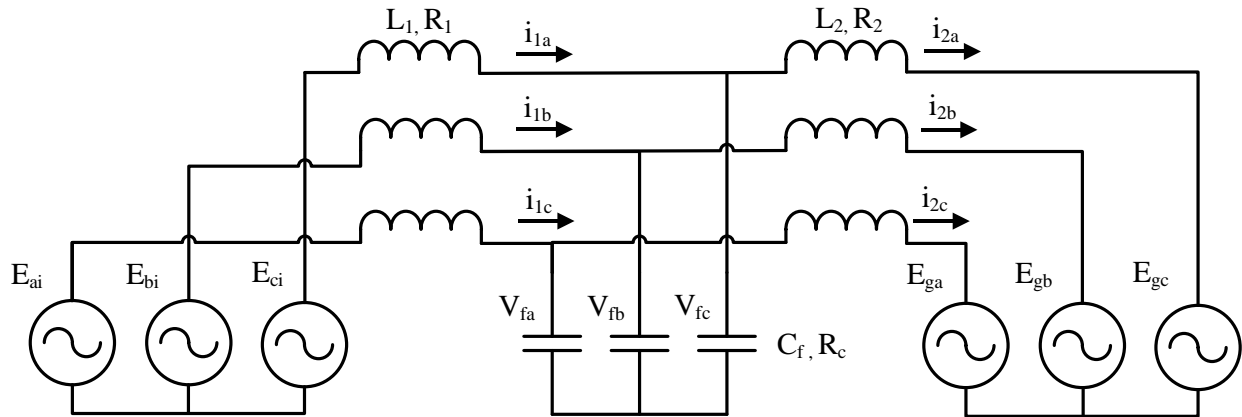 L₁, R₁
i₁ₐ
L₂, R₂
i₂ₐ
i₁b
i₂b
i₁c
i₂c
Eai
Ebi
Eci
Vfa
Vfb
Vfc
Cf , Rc
Ega
Egb
Egc